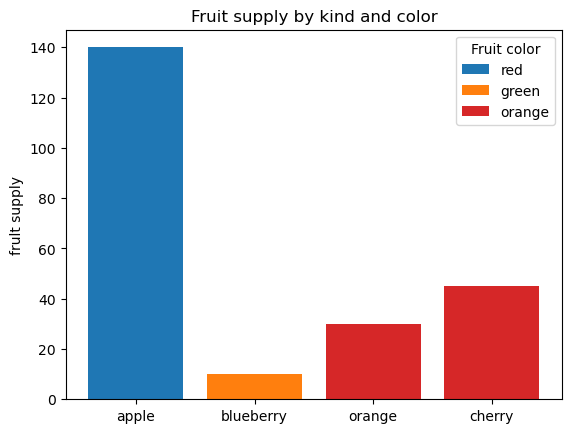 Fruit supply by kind and color
fruit supply
140
120
100
80
60
40
20
0
Fruit color
red
green
orange
apple
blueberry
orange
cherry